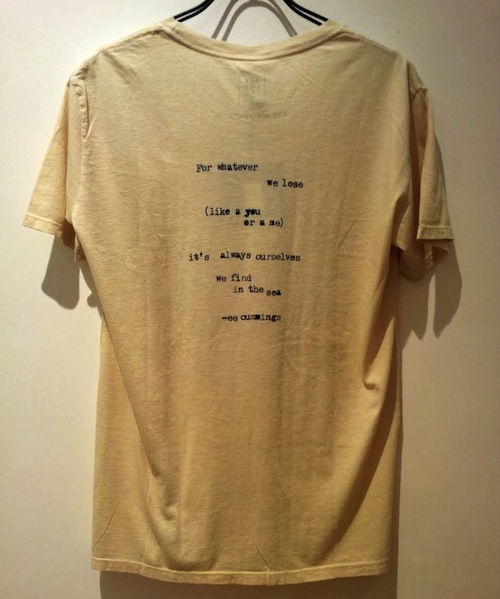 For whatever
we lose
(like a you
or a me)
it's always ourselves
we find
in the sea
-ee cummings